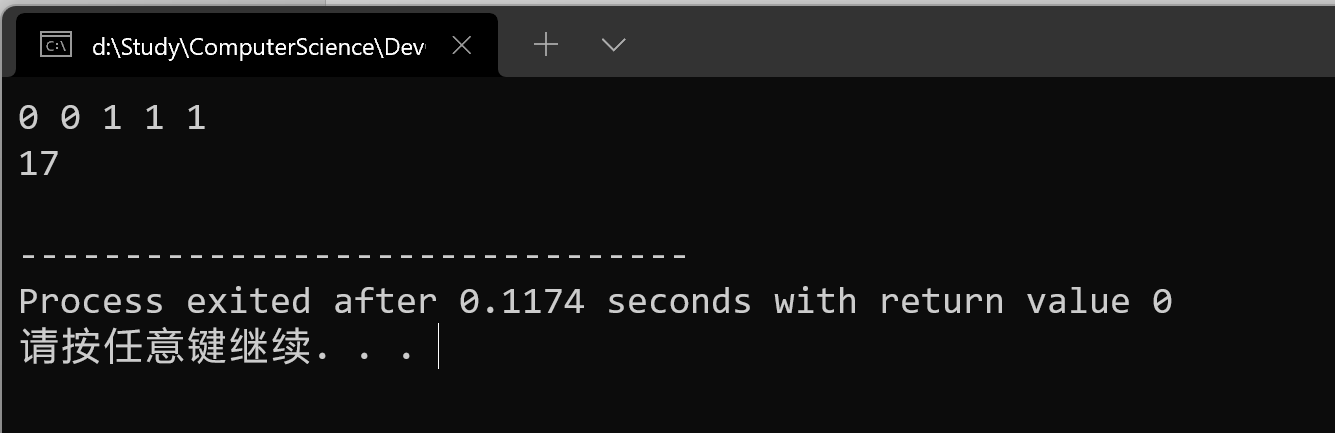 d:\Study\ComputerScience\Dev
0 0 1 1 1
17
--------------------------------
Process exited after 0.1174 seconds with return value 0
请按任意键继续. . .